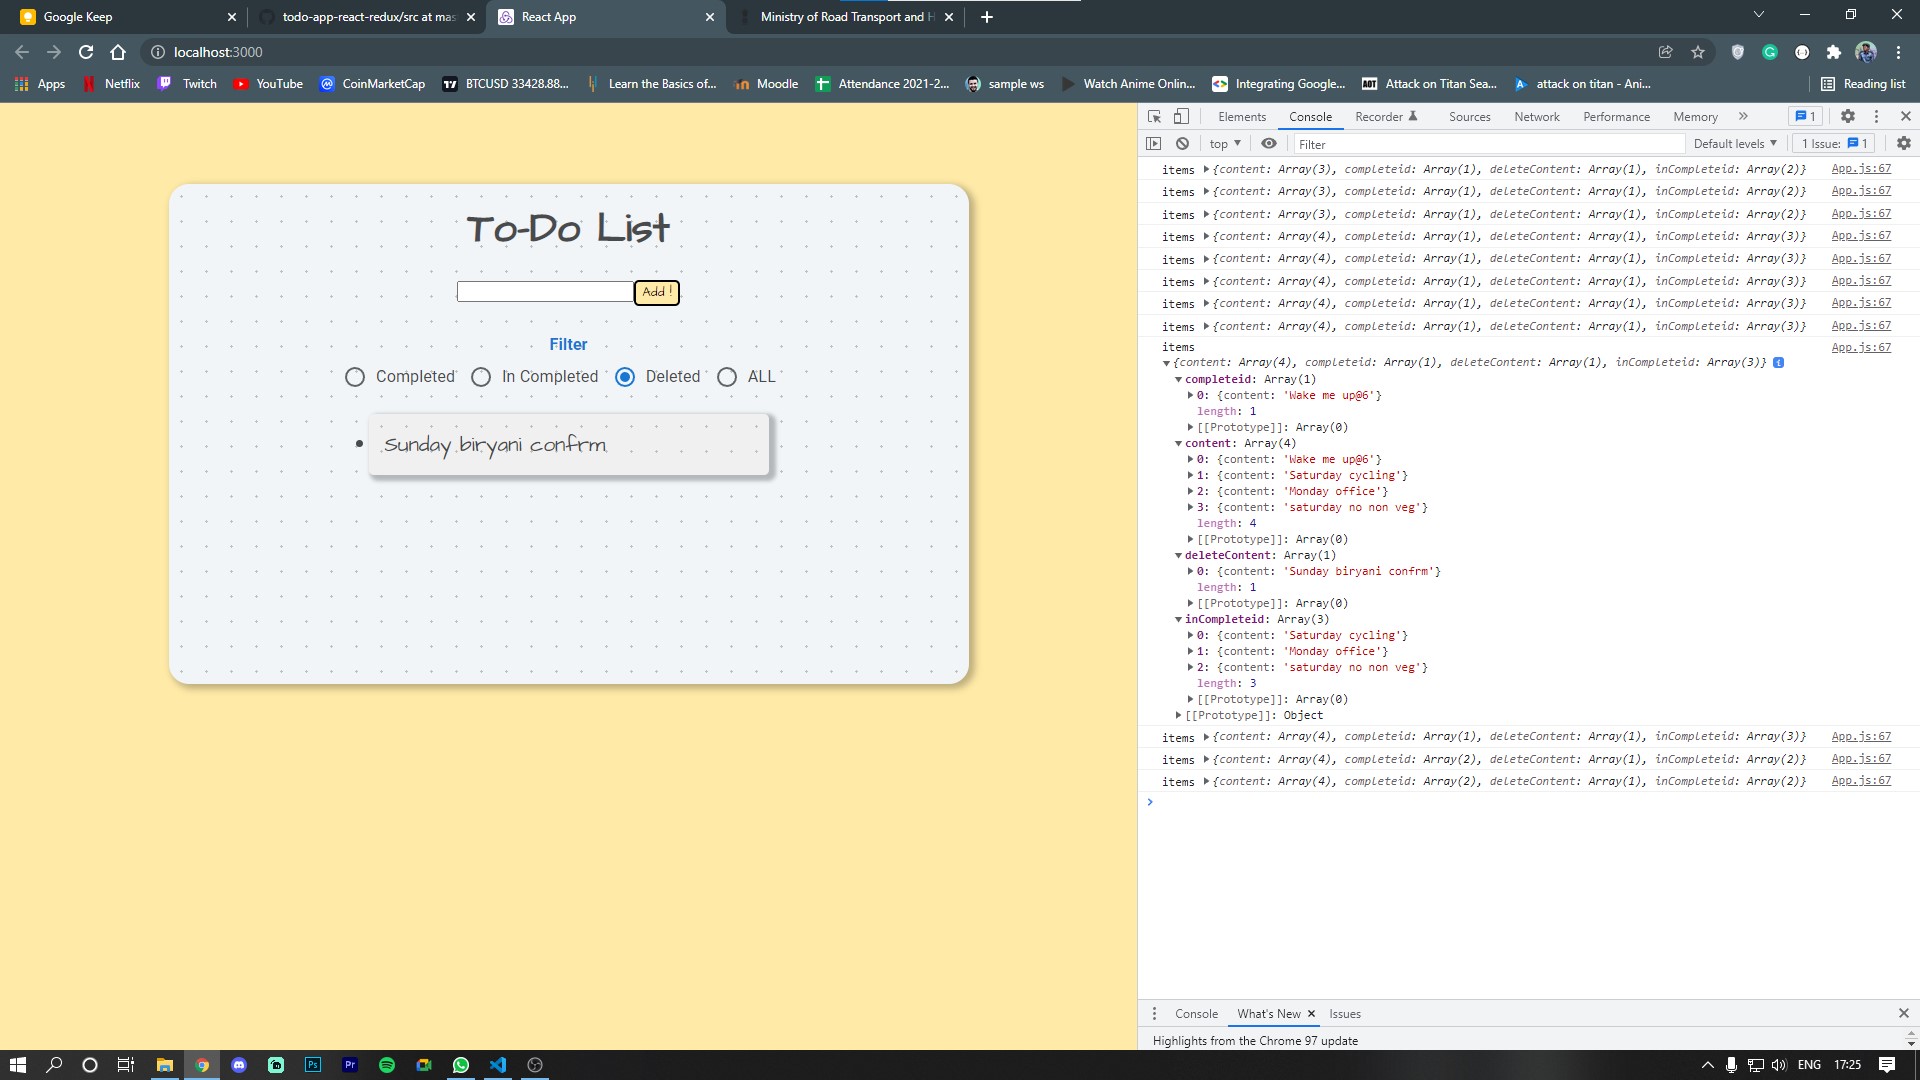 Google Keep
todo-app-react-redux/src at mas
React App
Ministry of Road Transport and H
localhost:3000
Apps Netflix Twitch YouTube CoinMarketCap BTCUSD 33428.88... Learn the Basics of... Moodle Attendance 2021-2... sample ws Watch Anime Online... Integrating Google... Attack on Titan Sea... attack on titan - Ani... Reading list
To-Do List
Add !
Filter
Completed In Completed Deleted ALL
Sunday biryani confrm
Elements Console Recorder Sources Network Performance Memory 1
top Filter Default levels 1 Issue: 1
items {content: Array(3), completeid: Array(1), deleteContent: Array(1), inCompleteid: Array(2)} App.js:67
items {content: Array(3), completeid: Array(1), deleteContent: Array(1), inCompleteid: Array(2)} App.js:67
items {content: Array(3), completeid: Array(1), deleteContent: Array(1), inCompleteid: Array(2)} App.js:67
items {content: Array(4), completeid: Array(1), deleteContent: Array(1), inCompleteid: Array(3)} App.js:67
items {content: Array(4), completeid: Array(1), deleteContent: Array(1), inCompleteid: Array(3)} App.js:67
items {content: Array(4), completeid: Array(1), deleteContent: Array(1), inCompleteid: Array(3)} App.js:67
items {content: Array(4), completeid: Array(1), deleteContent: Array(1), inCompleteid: Array(3)} App.js:67
items {content: Array(4), completeid: Array(1), deleteContent: Array(1), inCompleteid: Array(3)} App.js:67
items App.js:67
{content: Array(4), completeid: Array(1), deleteContent: Array(1), inCompleteid: Array(3)}
completeid: Array(1)
0: {content: 'Wake me up@6'}
length: 1
[[Prototype]]: Array(0)
content: Array(4)
0: {content: 'Wake me up@6'}
1: {content: 'Saturday cycling'}
2: {content: 'Monday office'}
3: {content: 'saturday no non veg'}
length: 4
[[Prototype]]: Array(0)
deleteContent: Array(1)
0: {content: 'Sunday biryani confrm'}
length: 1
[[Prototype]]: Array(0)
inCompleteid: Array(3)
0: {content: 'Saturday cycling'}
1: {content: 'Monday office'}
2: {content: 'saturday no non veg'}
length: 3
[[Prototype]]: Array(0)
[[Prototype]]: Object
items {content: Array(4), completeid: Array(1), deleteContent: Array(1), inCompleteid: Array(3)} App.js:67
items {content: Array(4), completeid: Array(2), deleteContent: Array(1), inCompleteid: Array(2)} App.js:67
items {content: Array(4), completeid: Array(2), deleteContent: Array(1), inCompleteid: Array(2)} App.js:67
Console What's New Issues
Highlights from the Chrome 97 update
ENG 17:25